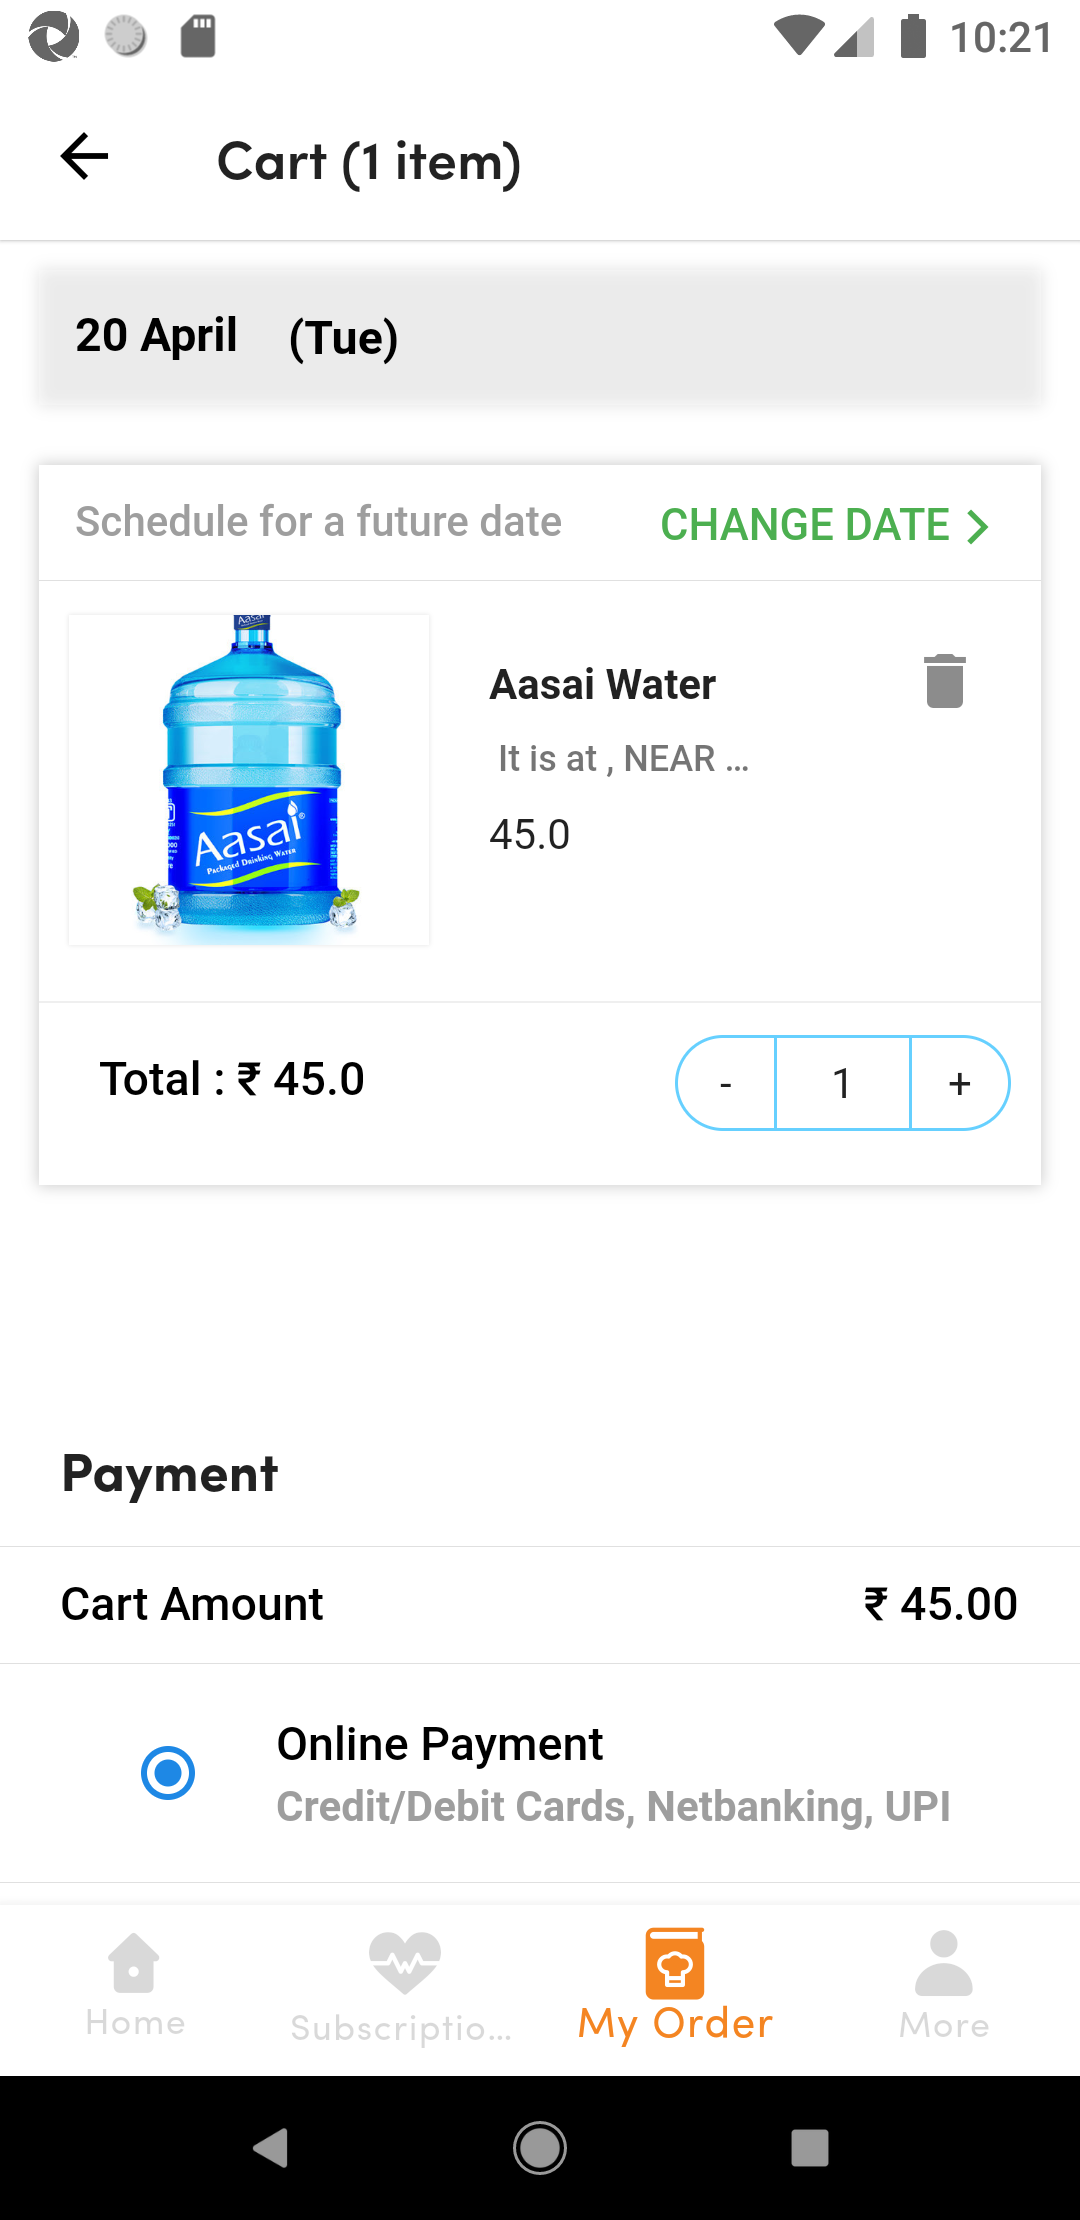 10:21
Cart (1 item)
20 April (Tue)
Schedule for a future date CHANGE DATE
Aasai
Aasai Water
It is at , NEAR ...
45.0
Aasai®
Packaged Drinking Water
Total : ₹ 45.0
- 1 +
Payment
Cart Amount ₹ 45.00
Online Payment
Credit/Debit Cards, Netbanking, UPI
Home Subscriptio... My Order More